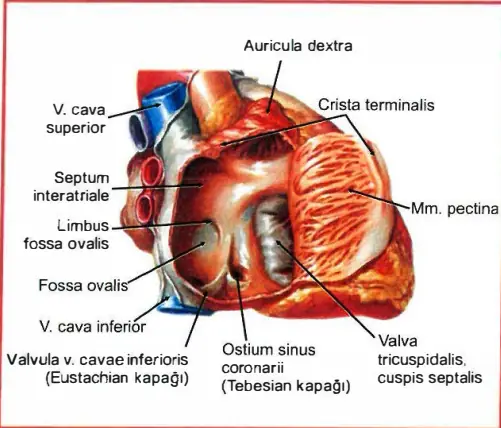 Auricula dextra
V. cava
superior
Crista terminalis
Septum
interatriale
Mm. pectina
Limbus
fossa ovalis
Fossa ovalis
V. cava inferior
Valvula v. cavae inferioris
(Eustachian kapağı)
Ostium sinus
coronarii
(Tebesian kapağı)
Valva
tricuspidalis,
cuspis septalis